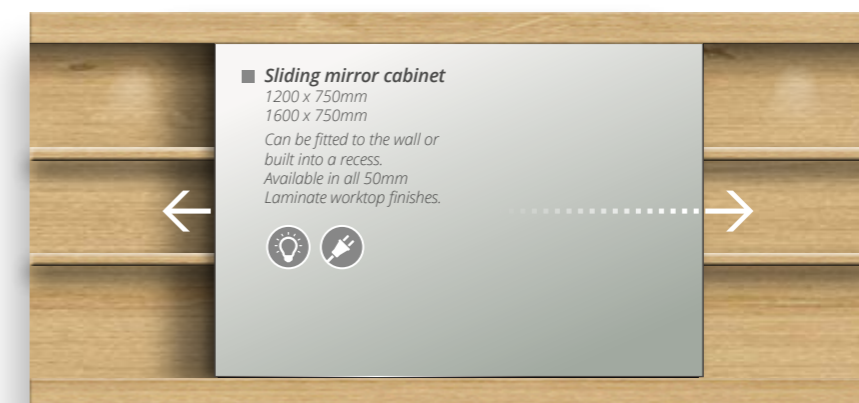 Sliding mirror cabinet
1200 x 750mm
1600 x 750mm
Can be fitted to the wall or
built into a recess.
Available in all 50mm
Laminate worktop finishes.